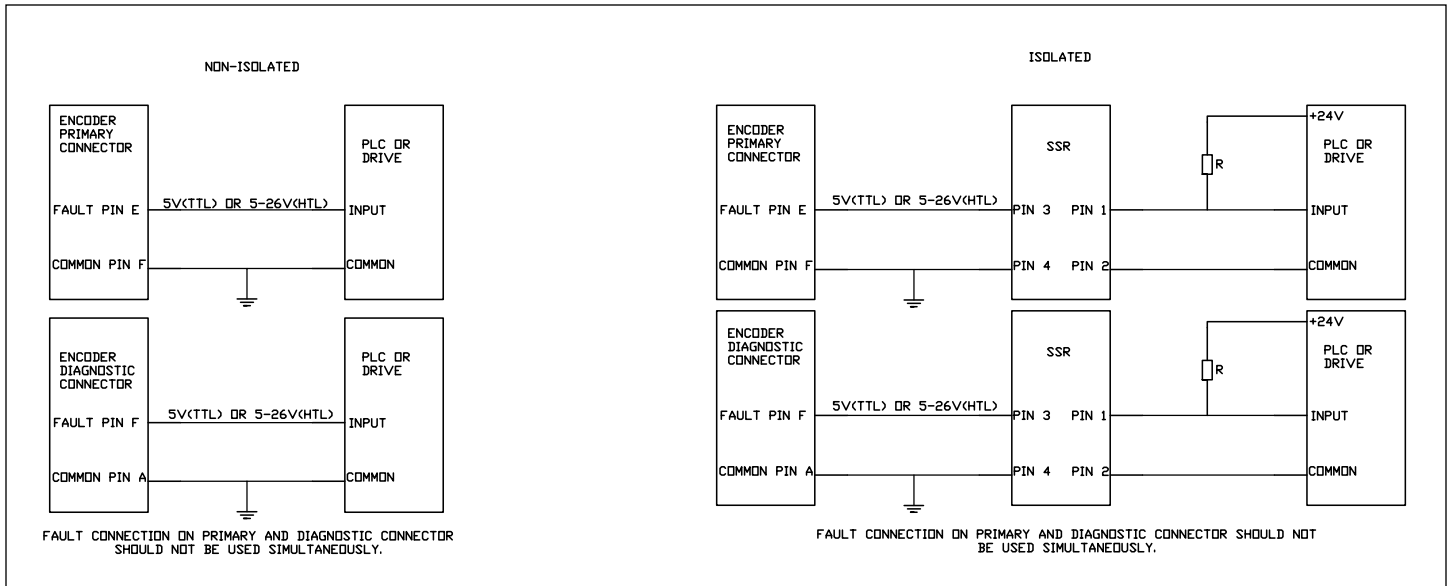 NON-ISOLATED
ENCODER
PRIMARY
CONNECTOR
PLC OR
DRIVE
FAULT PIN E
5V(TTL) OR 5-26V(HTL)
INPUT
COMMON PIN F
COMMON
ENCODER
DIAGNOSTIC
CONNECTOR
PLC OR
DRIVE
FAULT PIN F
5V(TTL) OR 5-26V(HTL)
INPUT
COMMON PIN A
COMMON
FAULT CONNECTION ON PRIMARY AND DIAGNOSTIC CONNECTOR
SHOULD NOT BE USED SIMULTANEOUSLY.
ISOLATED
ENCODER
PRIMARY
CONNECTOR
SSR
+24V
PLC OR
DRIVE
R
FAULT PIN E
5V(TTL) OR 5-26V(HTL)
PIN 3
PIN 1
INPUT
COMMON PIN F
PIN 4
PIN 2
COMMON
ENCODER
DIAGNOSTIC
CONNECTOR
SSR
+24V
PLC OR
DRIVE
R
FAULT PIN F
5V(TTL) OR 5-26V(HTL)
PIN 3
PIN 1
INPUT
COMMON PIN A
PIN 4
PIN 2
COMMON
FAULT CONNECTION ON PRIMARY AND DIAGNOSTIC CONNECTOR SHOULD NOT
BE USED SIMULTANEOUSLY.